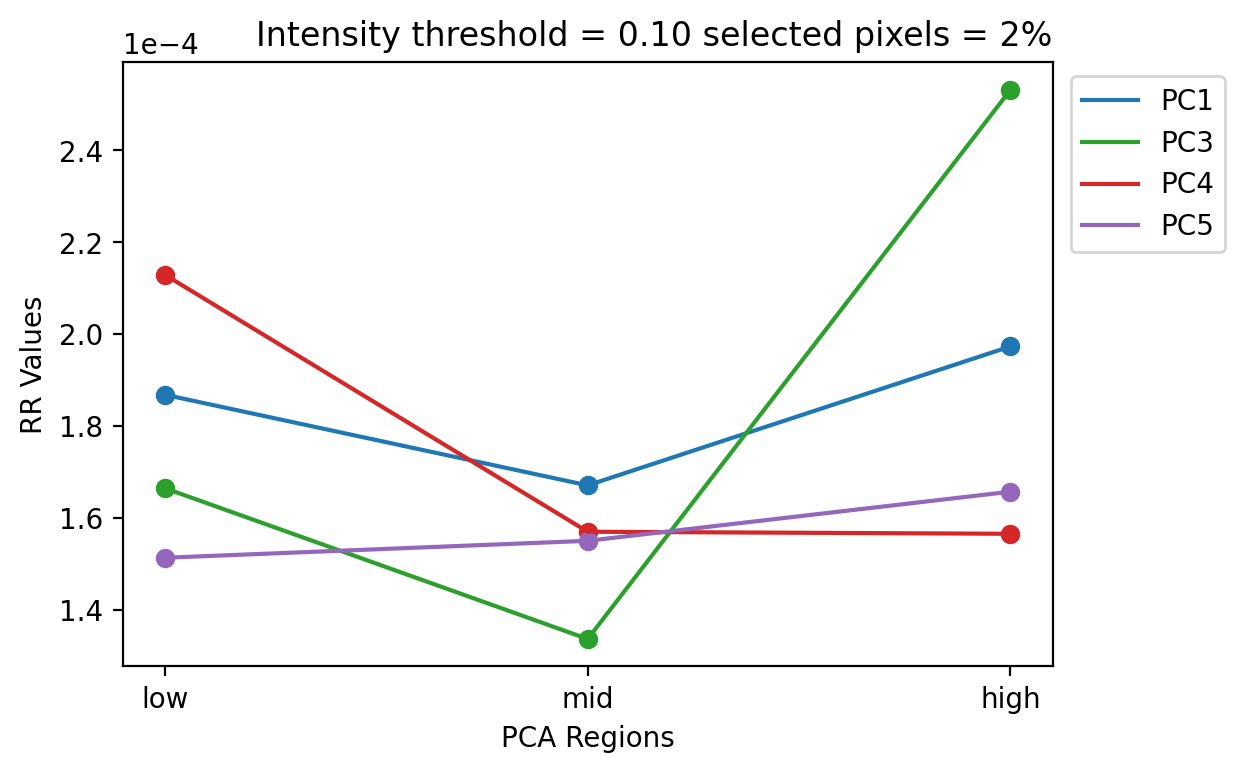 Intensity threshold = 0.10 selected pixels = 2%
1e−4
2.4
2.2
2.0
1.8
1.6
1.4
RR Values
low
mid
high
PCA Regions
PC1
PC3
PC4
PC5